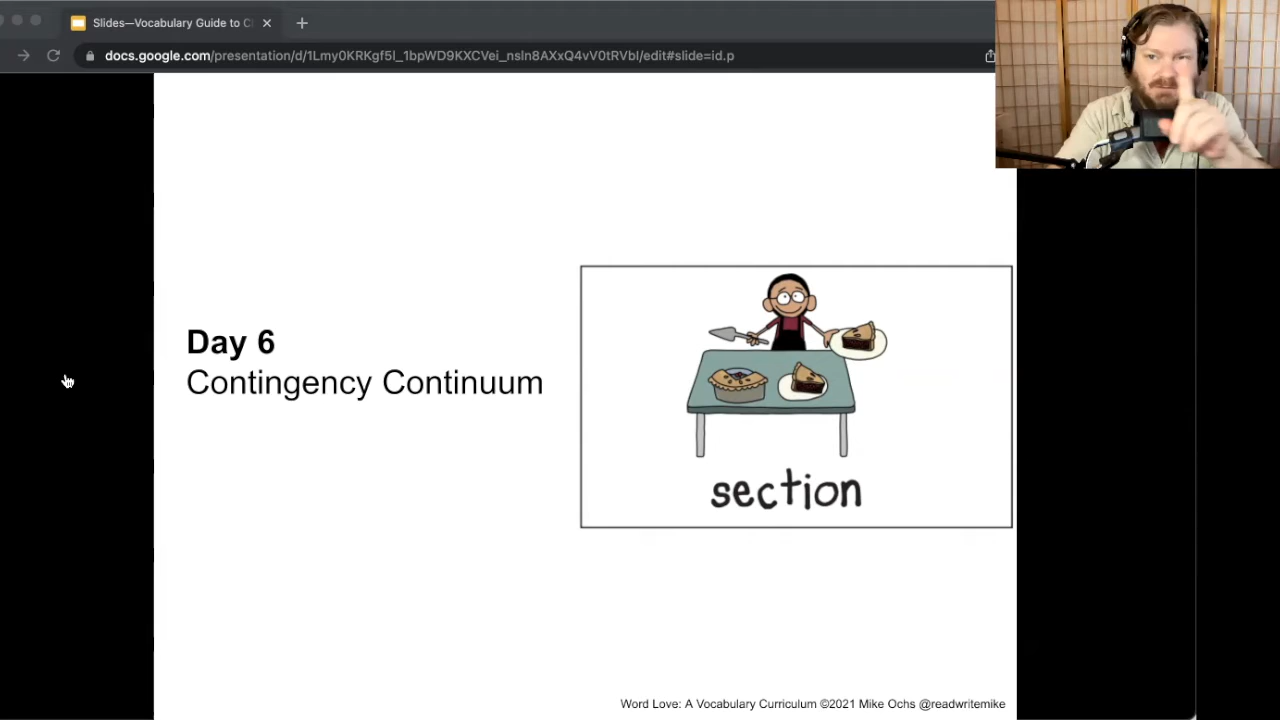 Slides—Vocabulary Guide to C
docs.google.com/presentation/d/1Lmy0KRKgf5l_1bpWD9KXCVei_nsln8AXxQ4vV0tRVbI/edit#slide=id.p
Day 6
Contingency Continuum
section
Word Love: A Vocabulary Curriculum ©2021 Mike Ochs @readwritemike